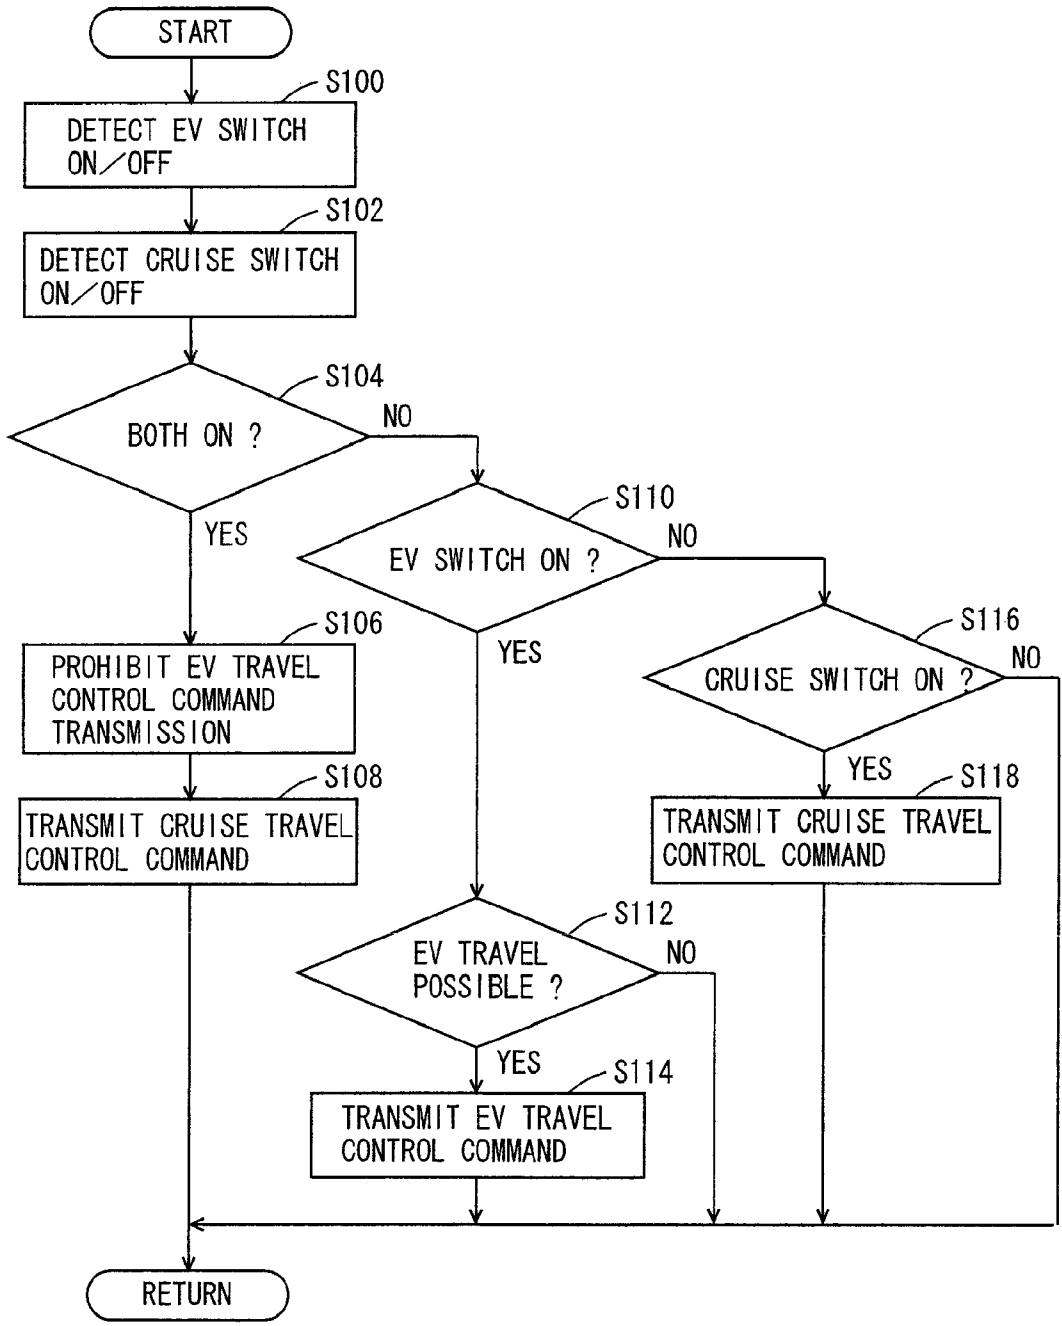 START
S100
DETECT EV SWITCH
ON/OFF
S102
DETECT CRUISE SWITCH
ON/OFF
S104
BOTH ON ?
NO
YES
S110
EV SWITCH ON ?
NO
YES
S116
CRUISE SWITCH ON ?
NO
YES
S106
PROHIBIT EV TRAVEL
CONTROL COMMAND
TRANSMISSION
S108
TRANSMIT CRUISE TRAVEL
CONTROL COMMAND
S118
TRANSMIT CRUISE TRAVEL
CONTROL COMMAND
S112
EV TRAVEL
POSSIBLE ?
NO
YES
S114
TRANSMIT EV TRAVEL
CONTROL COMMAND
RETURN